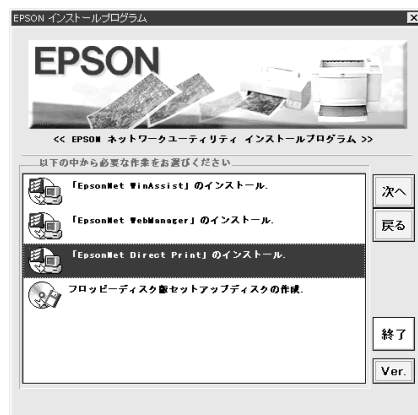 EPSON インストールプログラム
EPSON
<< EPSON ネットワークユーティリティ インストールプログラム >>
以下の中から必要な作業をお選びください
「EpsonNet WinAssist」のインストール.
「EpsonNet WebManager」のインストール.
「EpsonNet Direct Print」のインストール.
フロッピーディスク版セットアップディスクの作成.
次へ
戻る
終了
Ver.